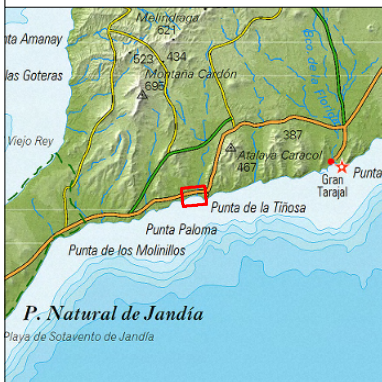 Melindraga
621
nta Amanay
523
434
las Goteras
Montaña Cardón
695
Bco. de la Florida
387
Viejo Rey
Atalaya Caracol
467
Punta
Gran
Tarajal
Punta de la Tiñosa
Punta Paloma
Punta de los Molinillos
P. Natural de Jandía
Playa de Sotavento de Jandía